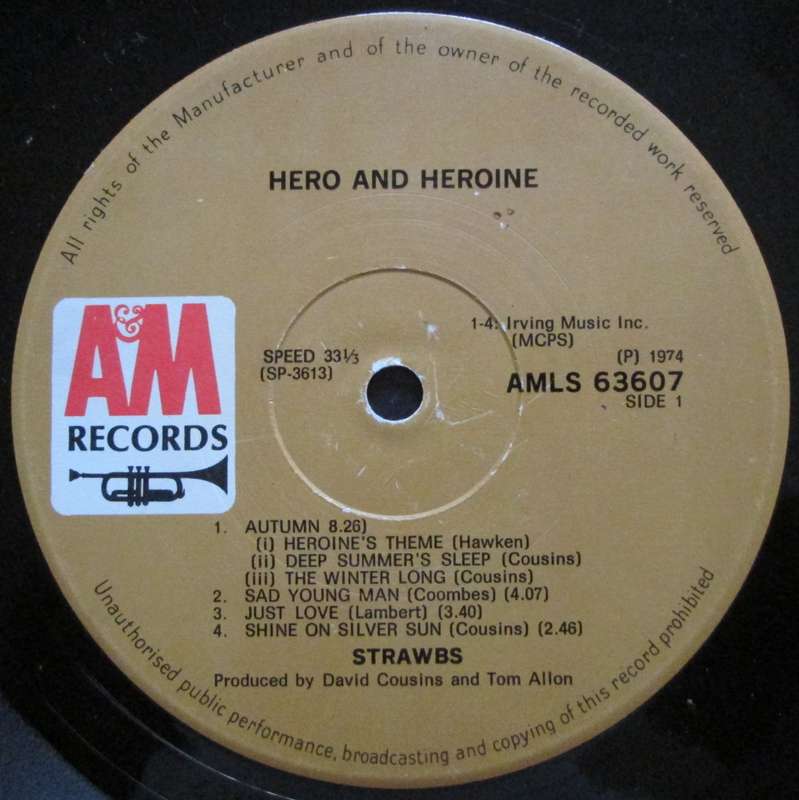 All rights of the Manufacturer and of the owner of the recorded work reserved
HERO AND HEROINE
A&M
RECORDS
SPEED 33⅓
(SP-3613)
1-4: Irving Music Inc.
(MCPS)
(P) 1974
AMLS 63607
SIDE 1
1. AUTUMN 8.26)
(i) HEROINE'S THEME (Hawken)
(ii) DEEP SUMMER'S SLEEP (Cousins)
(iii) THE WINTER LONG (Cousins)
2. SAD YOUNG MAN (Coombes) (4.07)
3. JUST LOVE (Lambert) (3.40)
4. SHINE ON SILVER SUN (Cousins) (2.46)
STRAWBS
Produced by David Cousins and Tom Allon
Unauthorised public performance, broadcasting and copying of this record prohibited